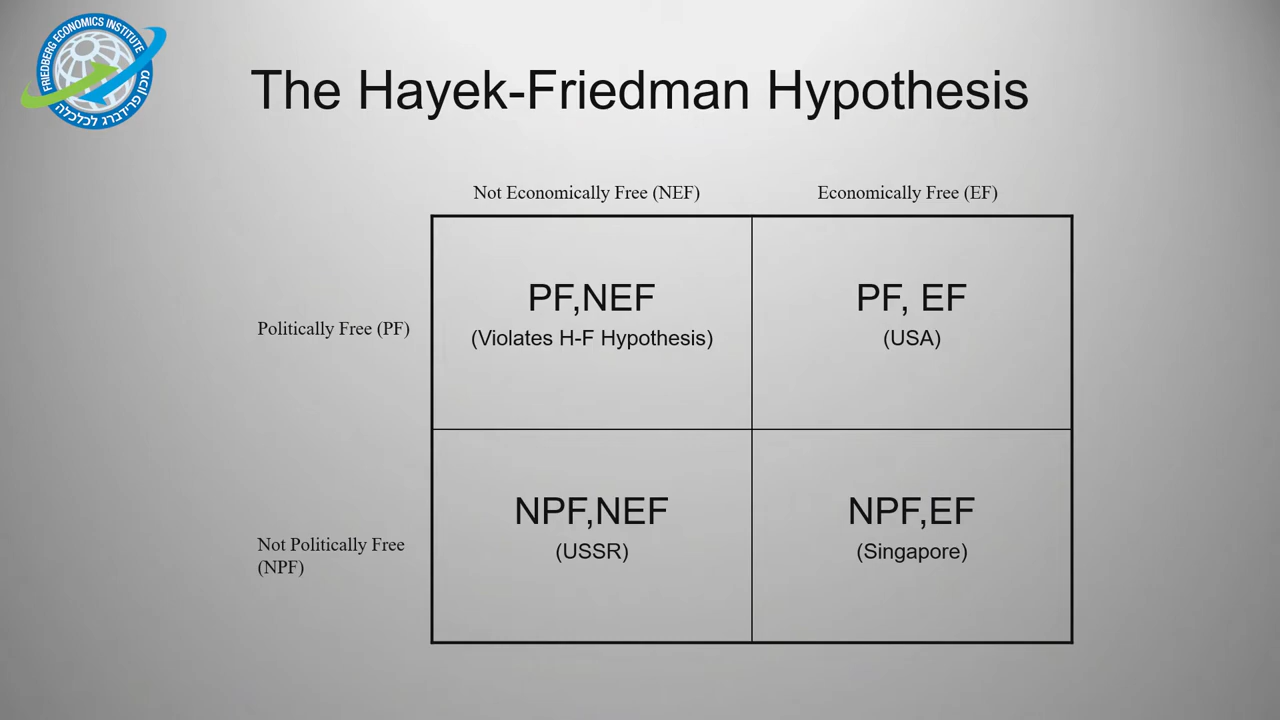 FRIEDBERG ECONOMICS INSTITUTE
מכון פרידברג לכלכלה
The Hayek-Friedman Hypothesis
Not Economically Free (NEF)
Economically Free (EF)
PF,NEF
(Violates H-F Hypothesis)
PF, EF
(USA)
Politically Free (PF)
NPF,NEF
(USSR)
NPF,EF
(Singapore)
Not Politically Free
(NPF)